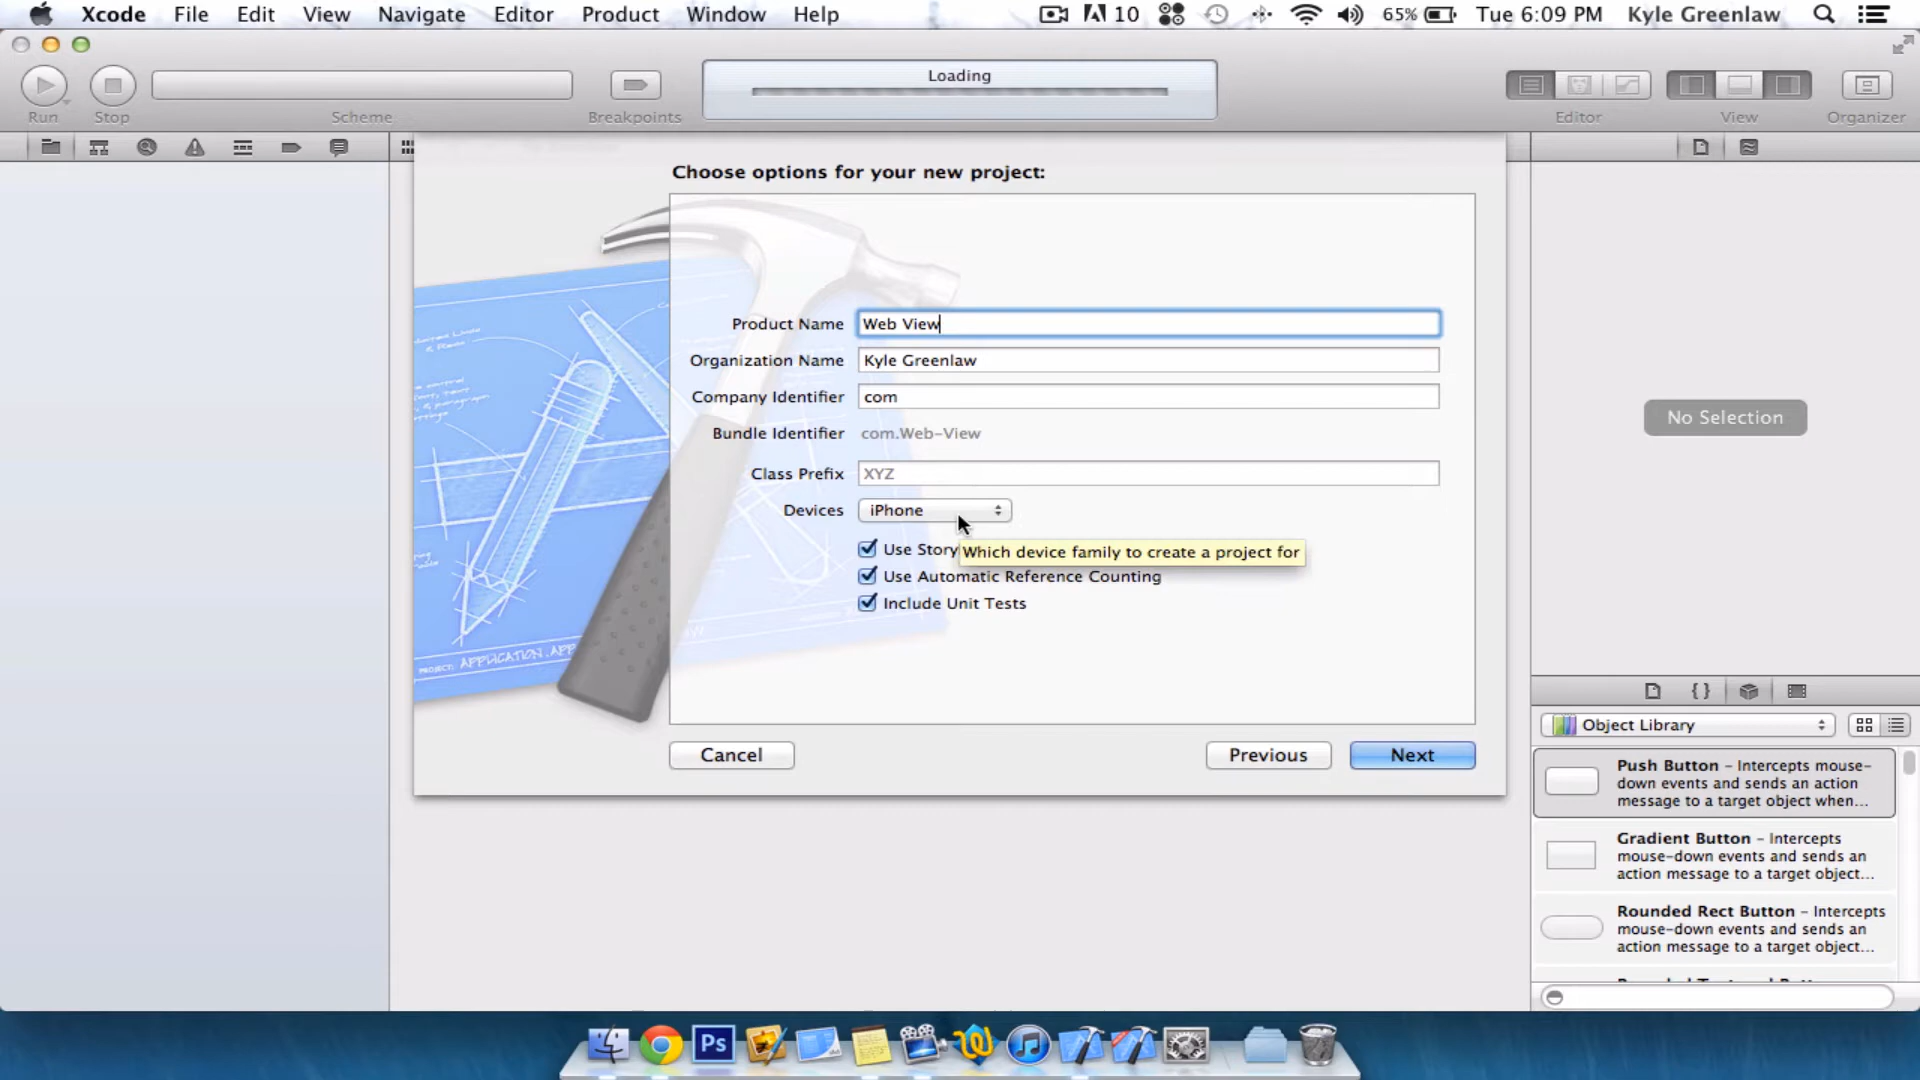 Xcode File Edit View Navigate Editor Product Window Help 10 65% Tue 6:09 PM Kyle Greenlaw
Loading
Run Stop Scheme Breakpoints Editor View Organizer
Choose options for your new project:
Product Name Web View
Organization Name Kyle Greenlaw
Company Identifier com
Bundle Identifier com.Web-View
Class Prefix XYZ
Devices iPhone
Use Story
Which device family to create a project for
Use Automatic Reference Counting
Include Unit Tests
PROJECT: APPLICATION.APP
Cancel Previous Next
No Selection
{ }
Object Library
Push Button – Intercepts mouse-
down events and sends an action
message to a target object when...
Gradient Button – Intercepts
mouse-down events and sends an
action message to a target object...
Rounded Rect Button – Intercepts
mouse-down events and sends an
action message to a target object...
Ps